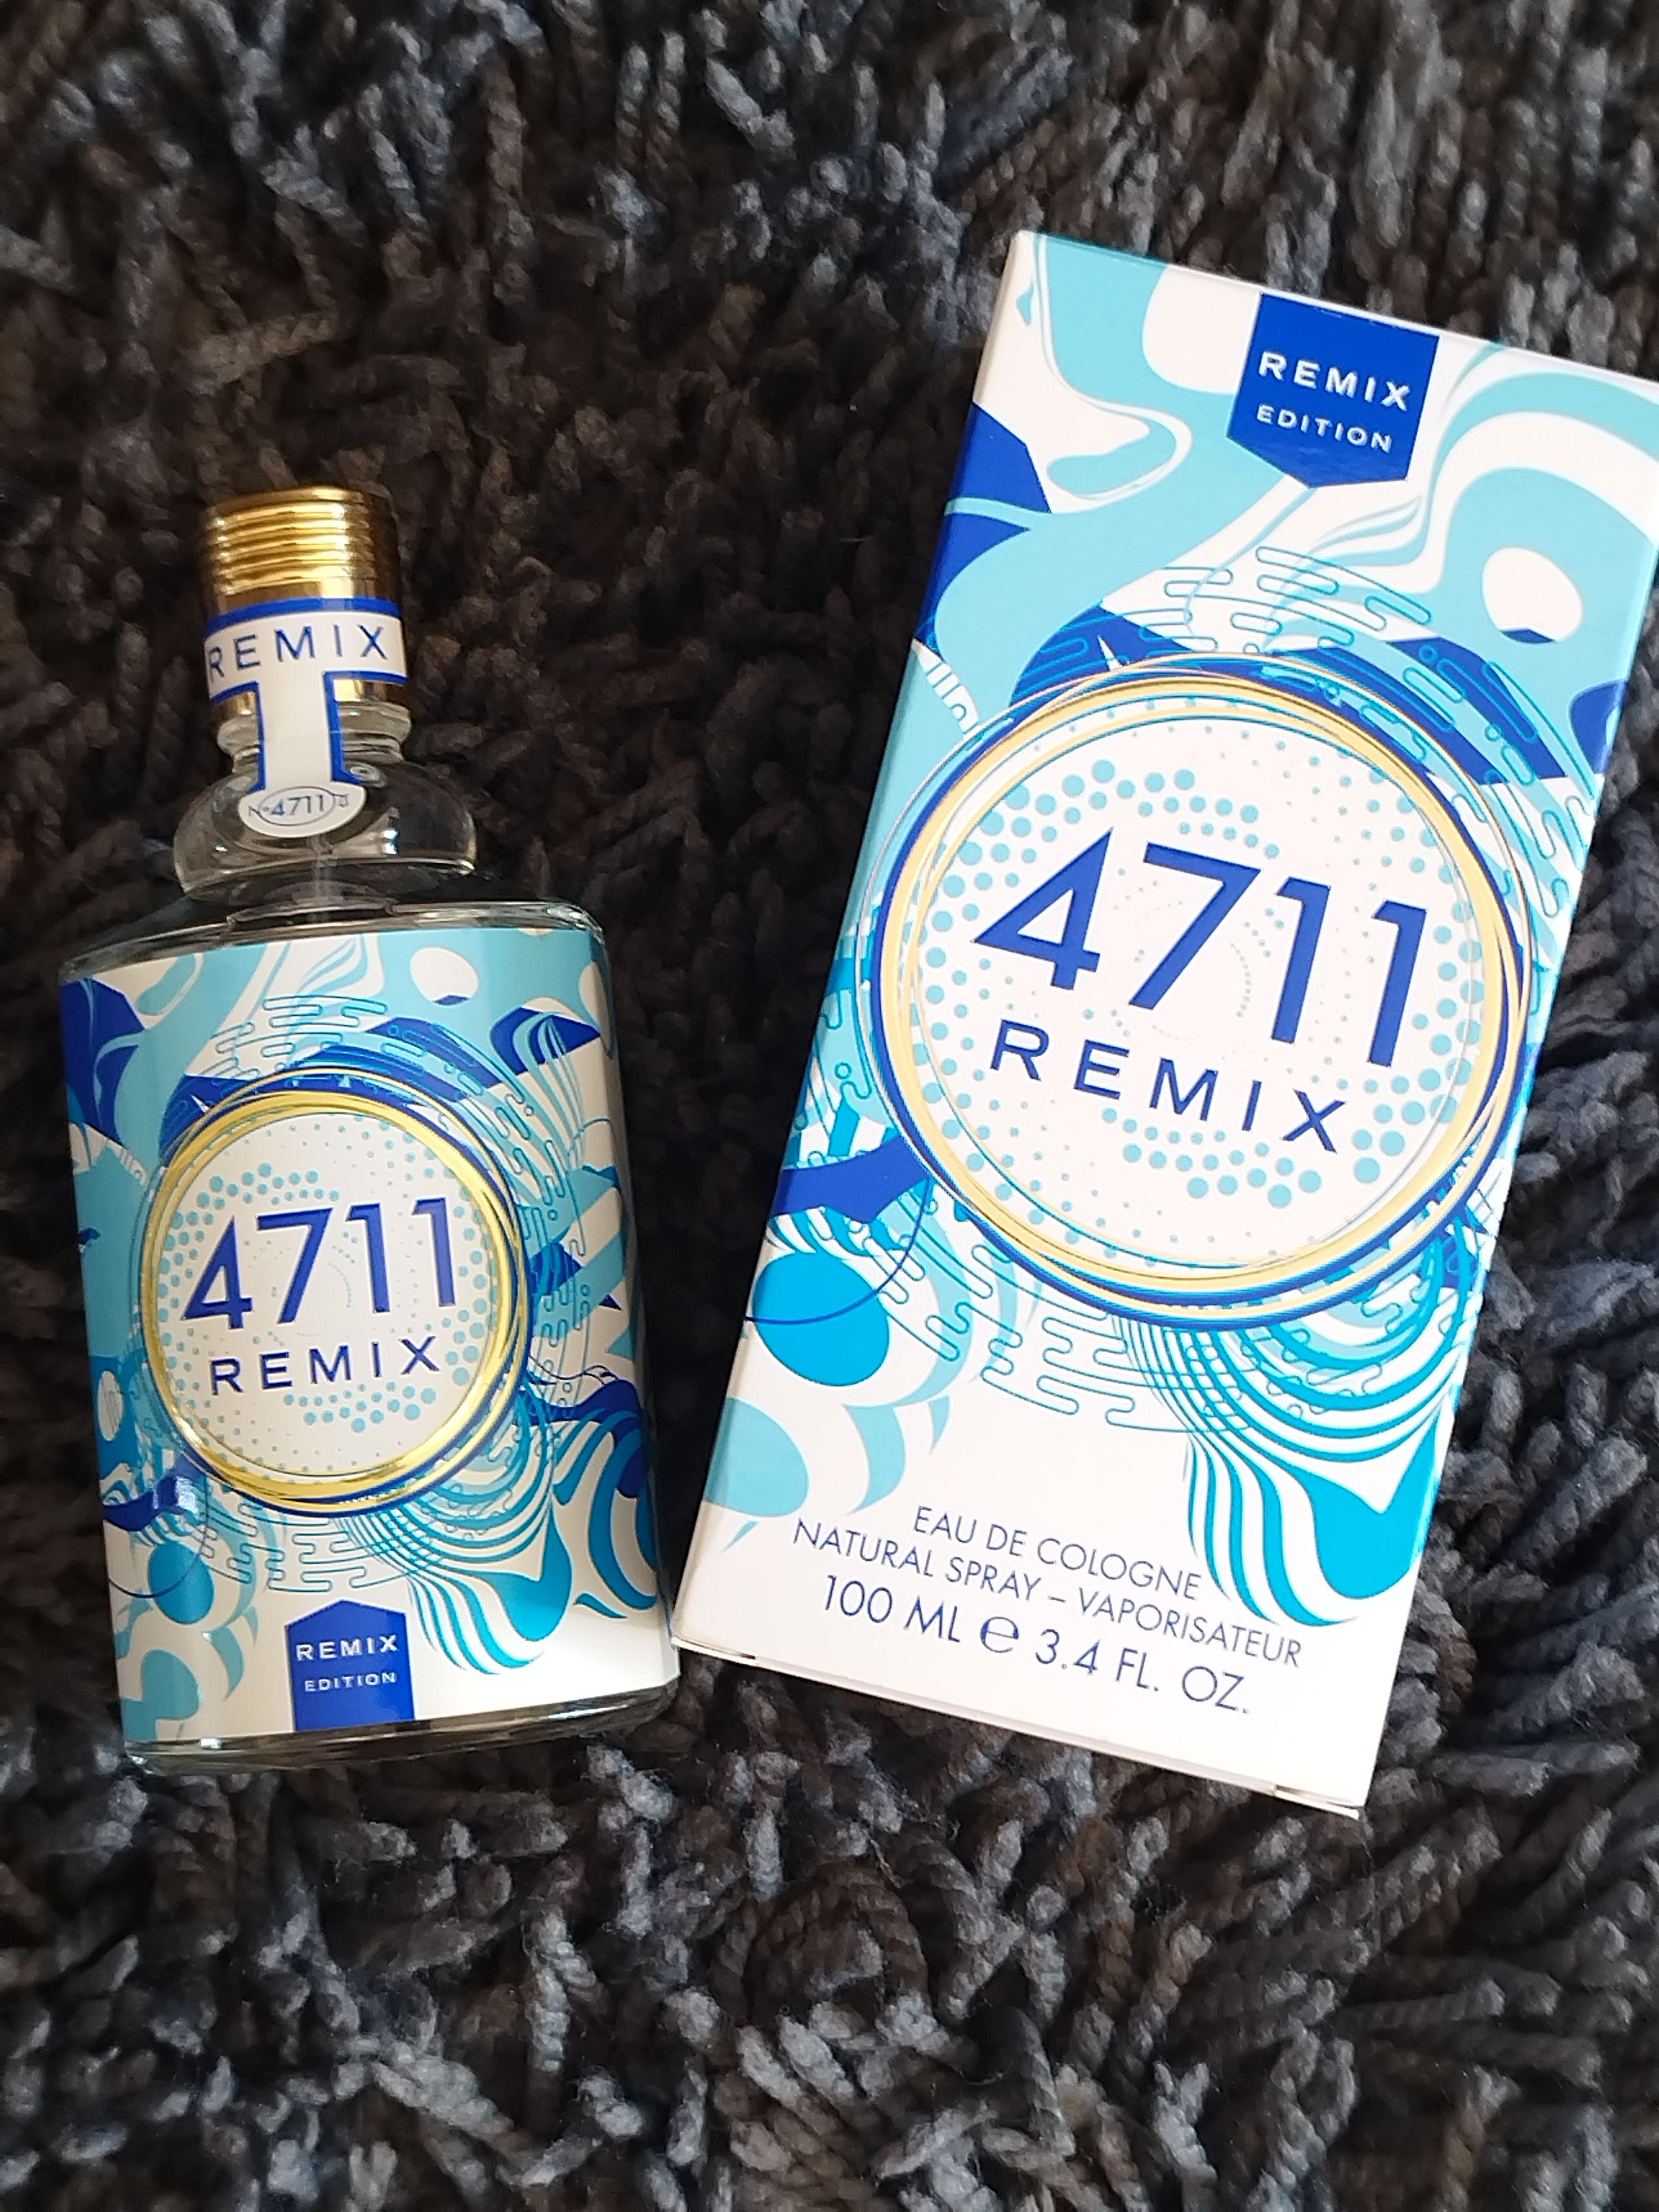 REMIX
Nº4711
4711
REMIX
REMIX
EDITION
REMIX
EDITION
4711
REMIX
EAU DE COLOGNE
NATURAL SPRAY – VAPORISATEUR
100 ML ℮ 3.4 FL. OZ.